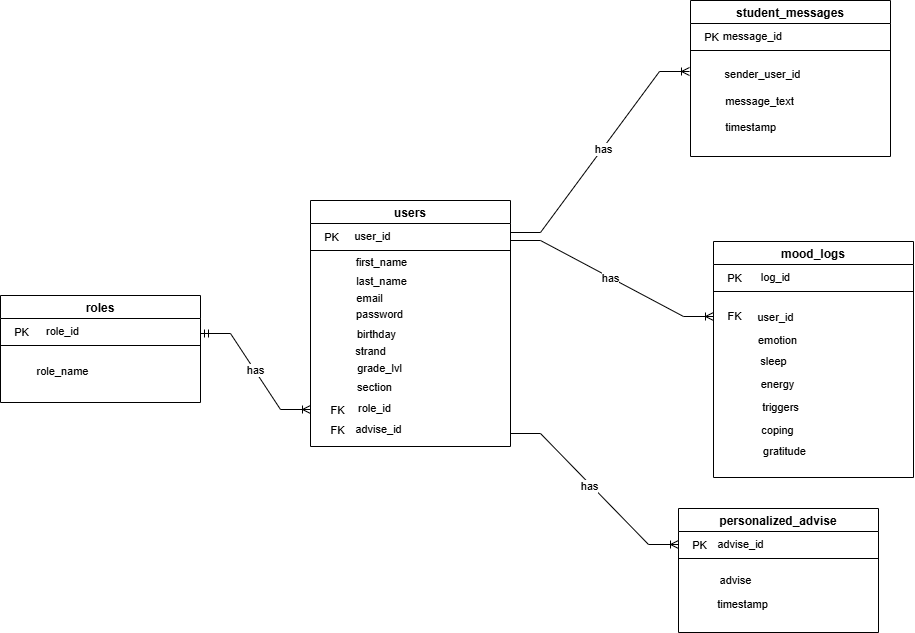 student_messages
PK message_id
sender_user_id
message_text
timestamp
has
users
PK user_id
first_name
last_name
email
password
birthday
strand
grade_lvl
section
FK role_id
FK advise_id
has
mood_logs
PK log_id
FK user_id
emotion
sleep
energy
triggers
coping
gratitude
roles
PK role_id
role_name
has
has
personalized_advise
PK advise_id
advise
timestamp